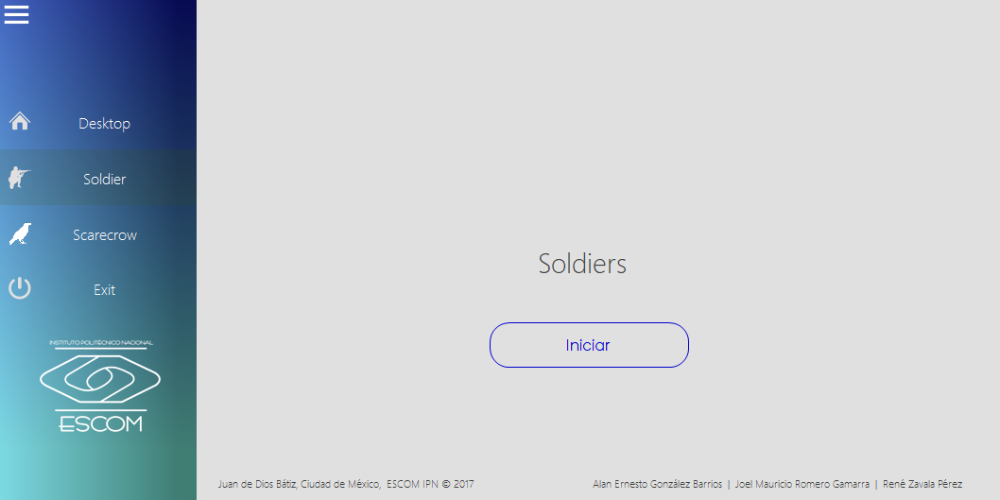 Desktop
Soldier
Scarecrow
Exit
INSTITUTO POLITÉCNICO NACIONAL
ESCOM
Soldiers
Iniciar
Juan de Dios Bátiz, Ciudad de México, ESCOM IPN © 2017
Alan Ernesto González Barrios | Joel Mauricio Romero Gamarra | René Zavala Pérez